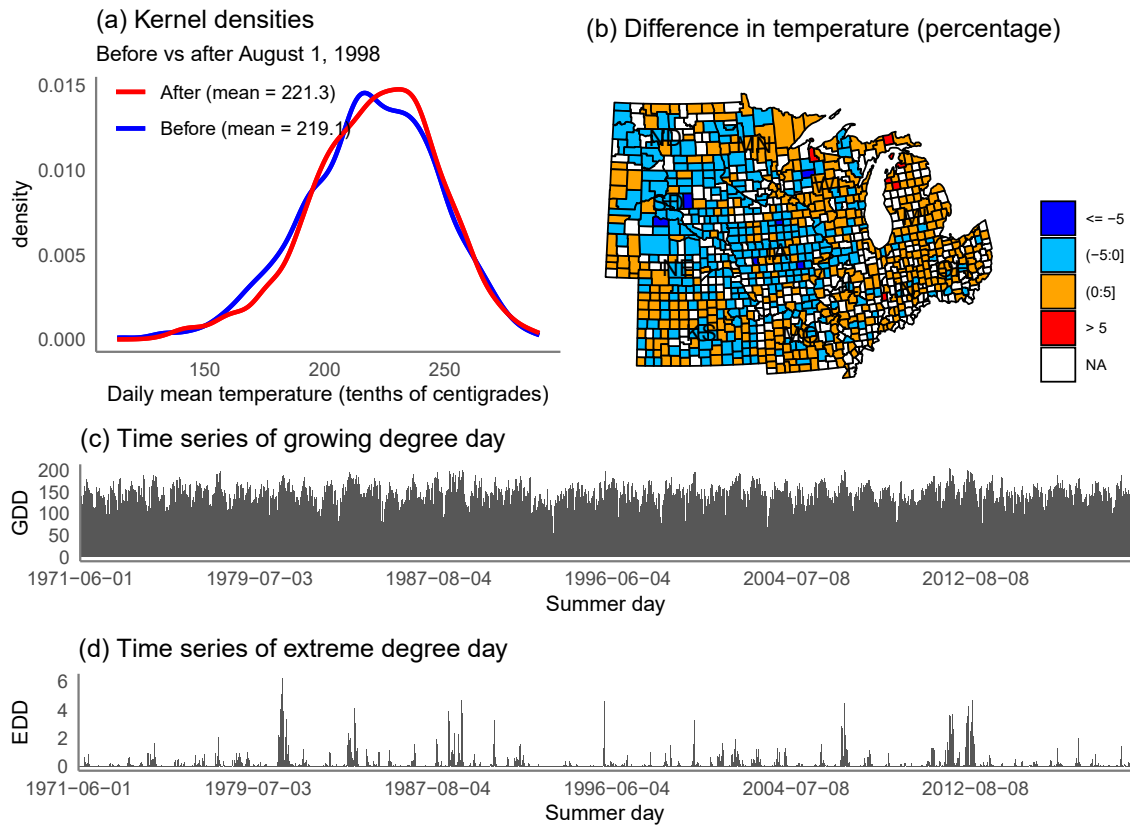 (a) Kernel densities
Before vs after August 1, 1998
After (mean = 221.3)
Before (mean = 219.1)
0.015
0.010
0.005
0.000
density
150 200 250
Daily mean temperature (tenths of centigrades)
(b) Difference in temperature (percentage)
ND
MN
SD
WI
MI
NE
IA
OH
KS
MO
<= −5
(−5:0]
(0:5]
> 5
NA
(c) Time series of growing degree day
200
150
100
50
0
GDD
1971−06−01 1979−07−03 1987−08−04 1996−06−04 2004−07−08 2012−08−08
Summer day
(d) Time series of extreme degree day
6
4
2
0
EDD
1971−06−01 1979−07−03 1987−08−04 1996−06−04 2004−07−08 2012−08−08
Summer day